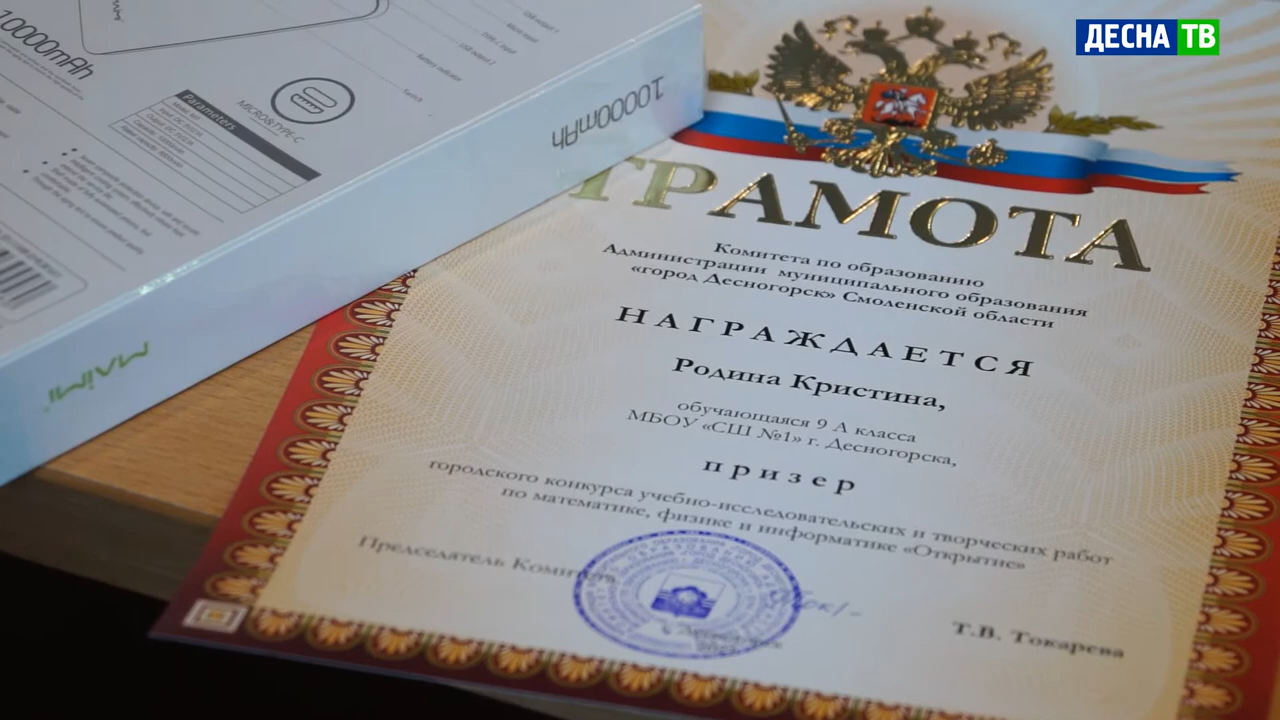 ДЕСНА ТВ
10000mAh
MICRO&TYPE-C
Parameters
10000mAh
MAIMI
ГРАМОТА
Комитета по образованию
Администрации муниципального образования
«город Десногорск» Смоленской области
НАГРАЖДАЕТСЯ
Родина Кристина,
обучающаяся 9 А класса
МБОУ «СШ №1» г. Десногорска,
призер
городского конкурса учебно-исследовательских и творческих работ
по математике, физике и информатике «Открытие»
Председатель Комитета
Т.В. Токарева